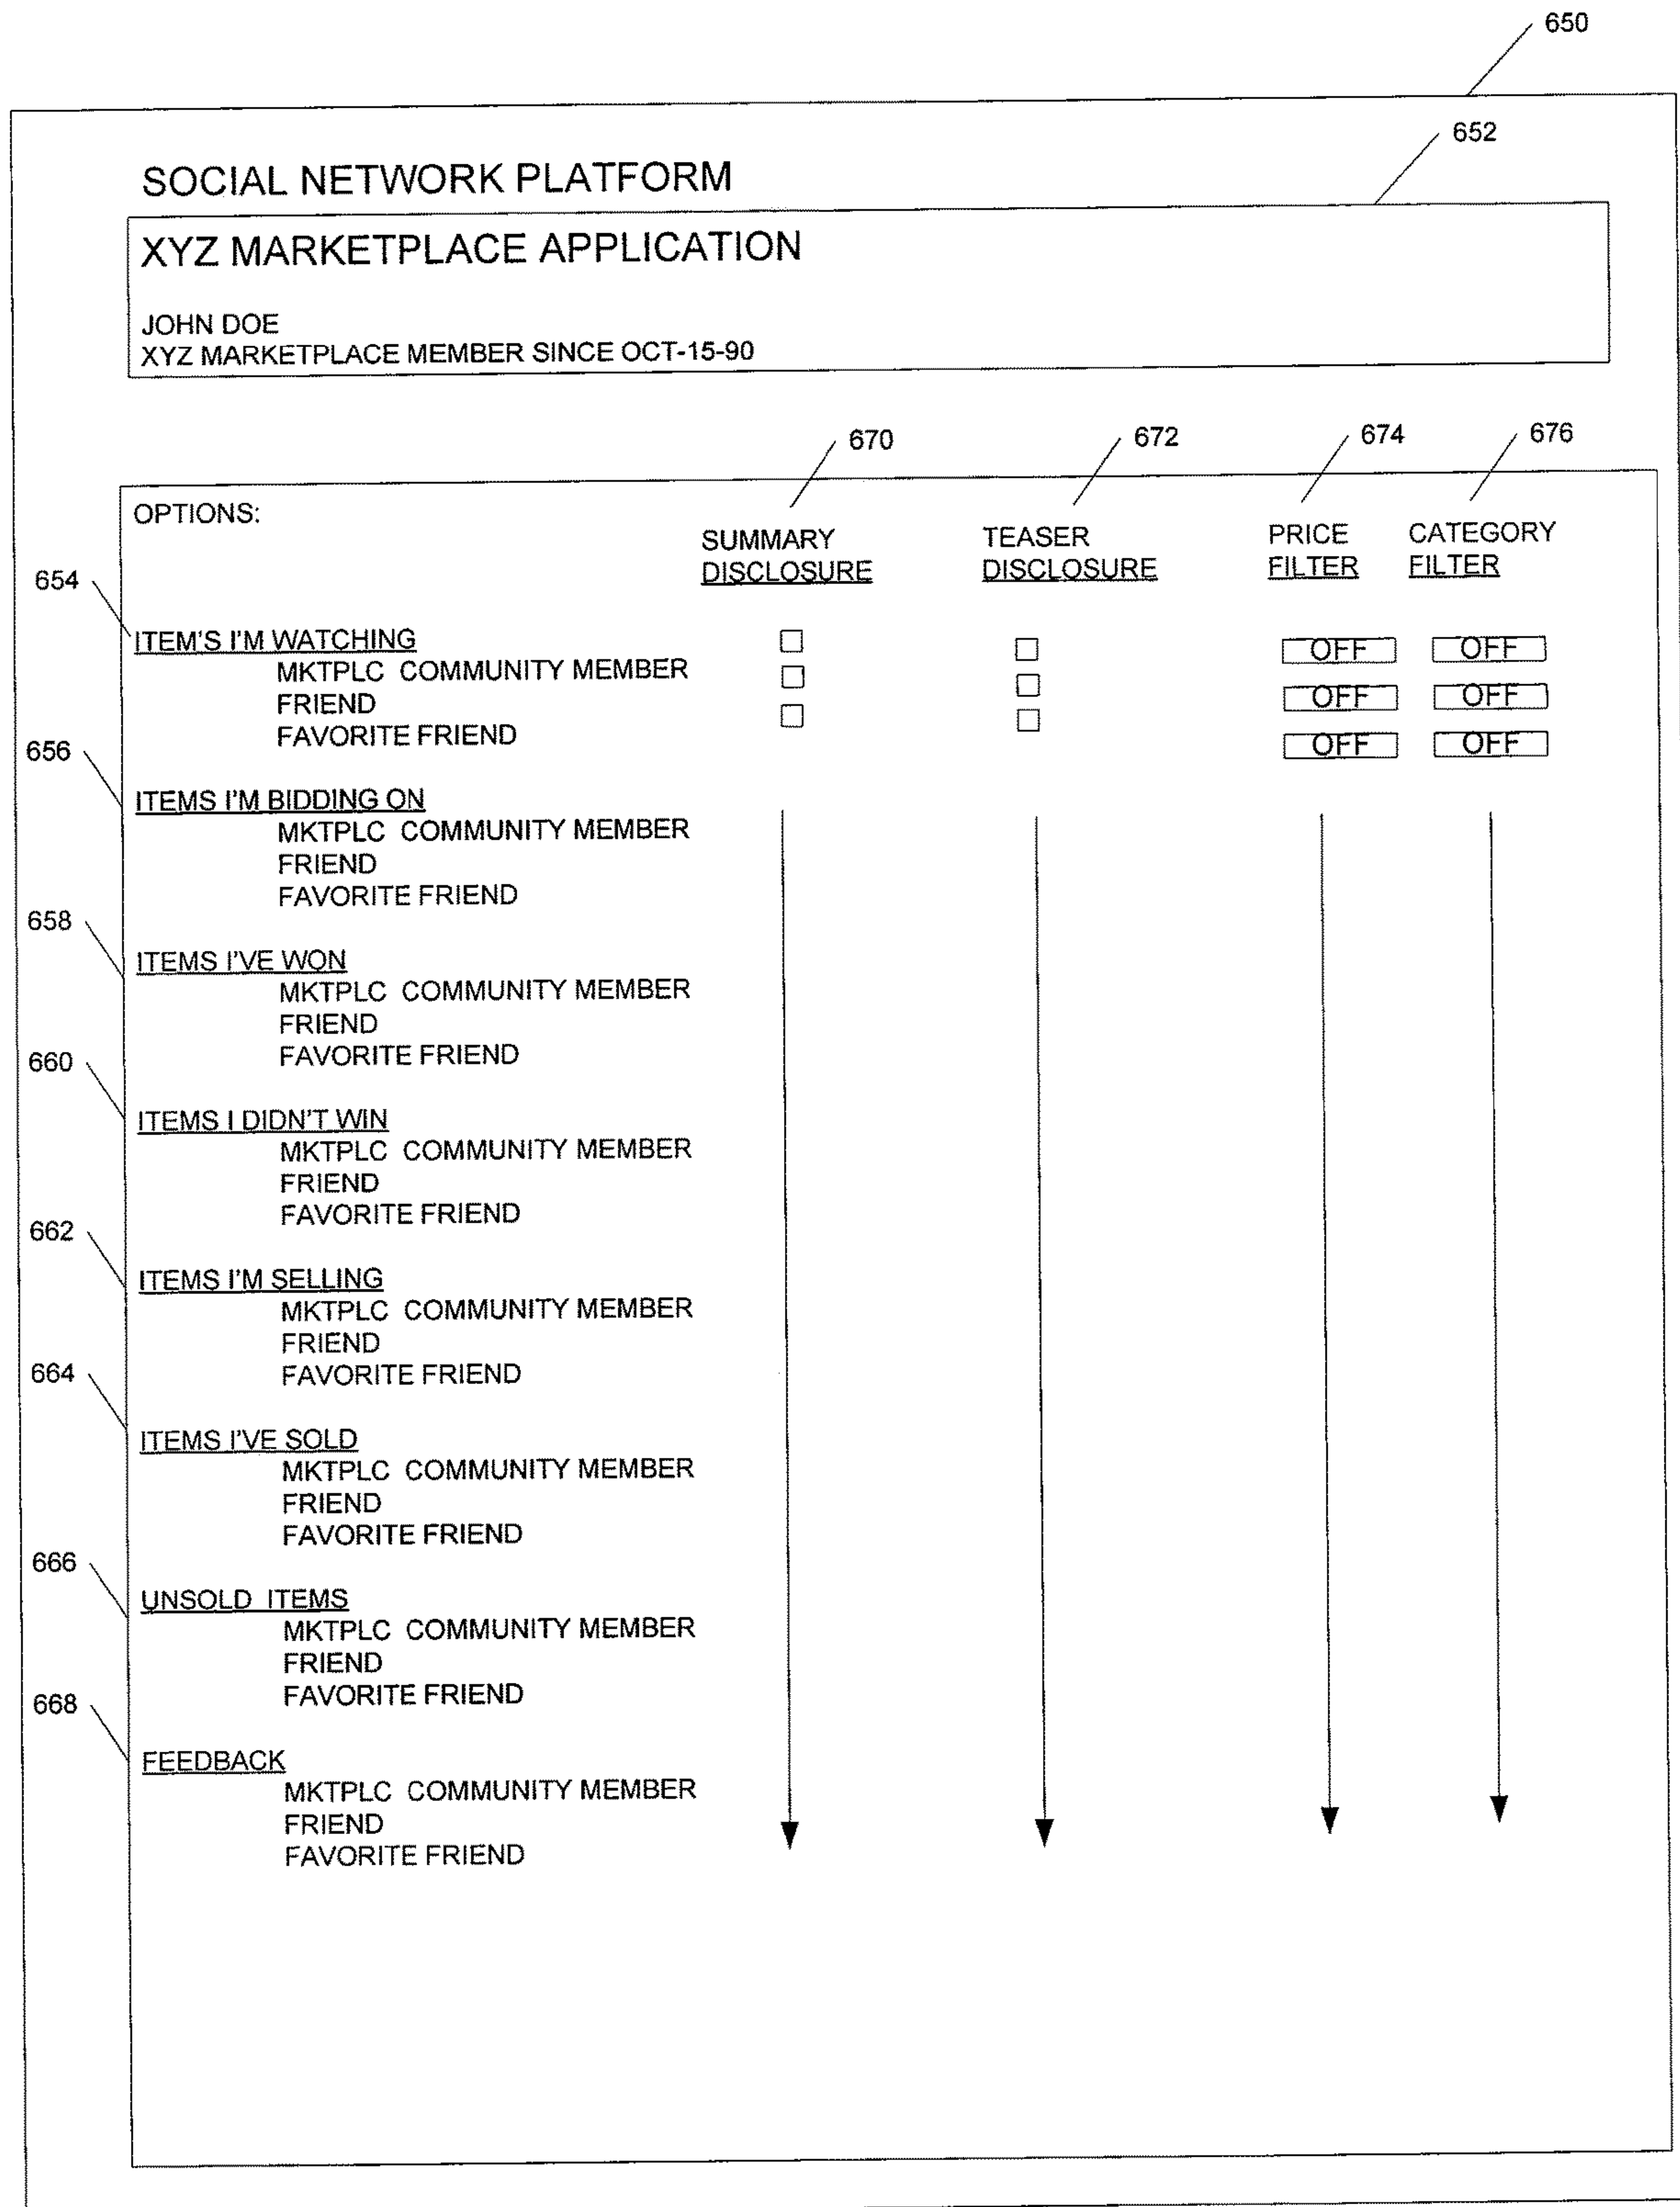 650
652
SOCIAL NETWORK PLATFORM
XYZ MARKETPLACE APPLICATION
JOHN DOE
XYZ MARKETPLACE MEMBER SINCE OCT-15-90
670 672 674 676
OPTIONS:
SUMMARY TEASER PRICE CATEGORY
DISCLOSURE DISCLOSURE FILTER FILTER
654
ITEM'S I'M WATCHING
MKTPLC COMMUNITY MEMBER OFF OFF
FRIEND OFF OFF
FAVORITE FRIEND OFF OFF
656
ITEMS I'M BIDDING ON
MKTPLC COMMUNITY MEMBER
FRIEND
FAVORITE FRIEND
658
ITEMS I'VE WON
MKTPLC COMMUNITY MEMBER
FRIEND
FAVORITE FRIEND
660
ITEMS I DIDN'T WIN
MKTPLC COMMUNITY MEMBER
FRIEND
FAVORITE FRIEND
662
ITEMS I'M SELLING
MKTPLC COMMUNITY MEMBER
FRIEND
FAVORITE FRIEND
664
ITEMS I'VE SOLD
MKTPLC COMMUNITY MEMBER
FRIEND
FAVORITE FRIEND
666
UNSOLD ITEMS
MKTPLC COMMUNITY MEMBER
FRIEND
FAVORITE FRIEND
668
FEEDBACK
MKTPLC COMMUNITY MEMBER
FRIEND
FAVORITE FRIEND